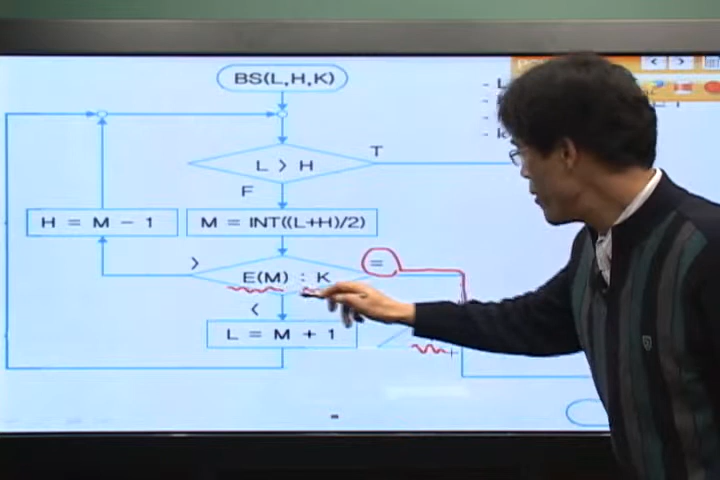 BS(L,H,K)
L > H
T
F
H = M - 1
M = INT((L+H)/2)
>
E(M) : K
=
<
L = M + 1